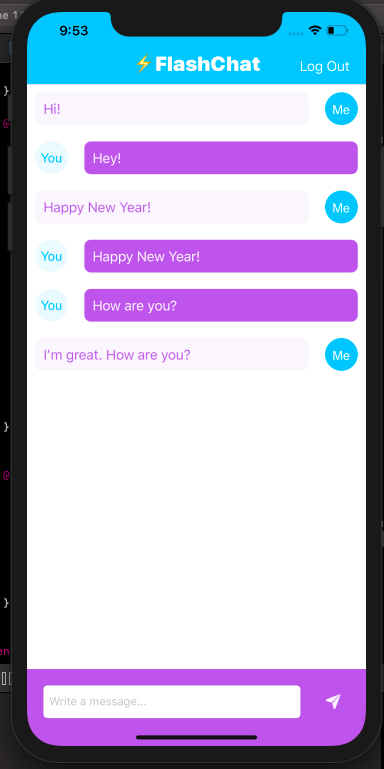 9:53
⚡️FlashChat
Log Out
Hi!
Me
You
Hey!
Happy New Year!
Me
You
Happy New Year!
You
How are you?
I'm great. How are you?
Me
Write a message...